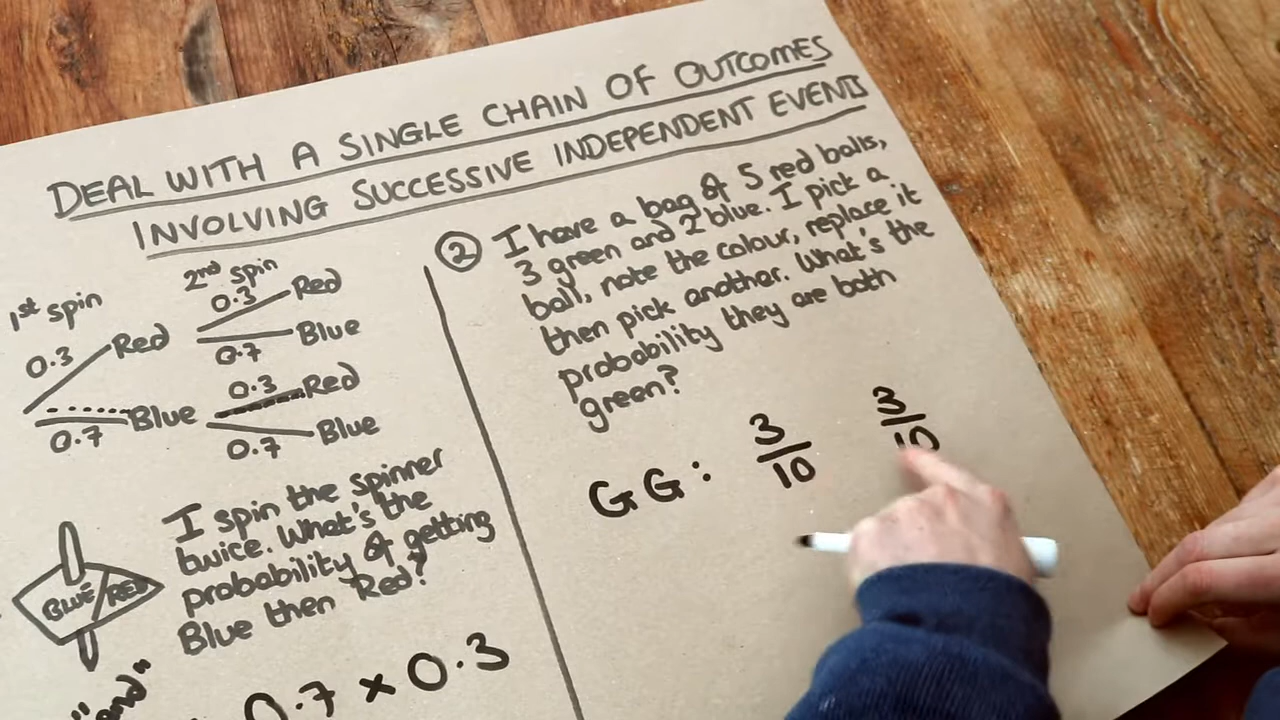 DEAL WITH A SINGLE CHAIN OF OUTCOMES
INVOLVING SUCCESSIVE INDEPENDENT EVENTS
1st spin
2nd spin
0.3
Red
0.3
Red
Blue
0.7
0.3
Red
Blue
0.7
Blue
0.7
BLUE/RED
I spin the spinner
twice. What's the
probability of getting
Blue then Red?
"and"
0.7 × 0.3
② I have a bag of 5 red balls,
3 green and 2 blue. I pick a
ball, note the colour, replace it
then pick another. What's the
probability they are both
green?
GG: 3/10 3/10